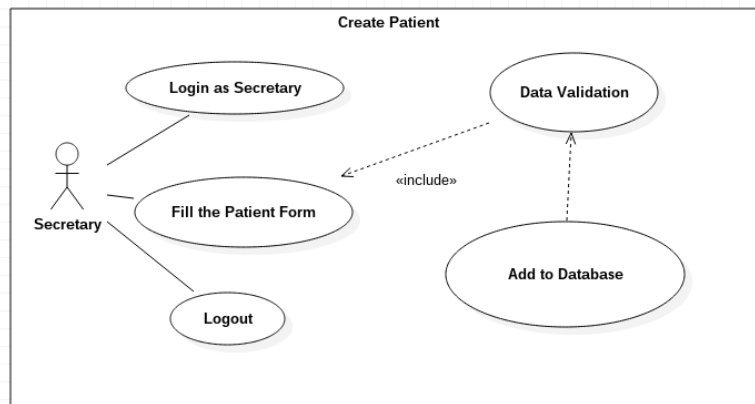 Create Patient
Login as Secretary
Data Validation
«include»
Fill the Patient Form
Secretary
Add to Database
Logout